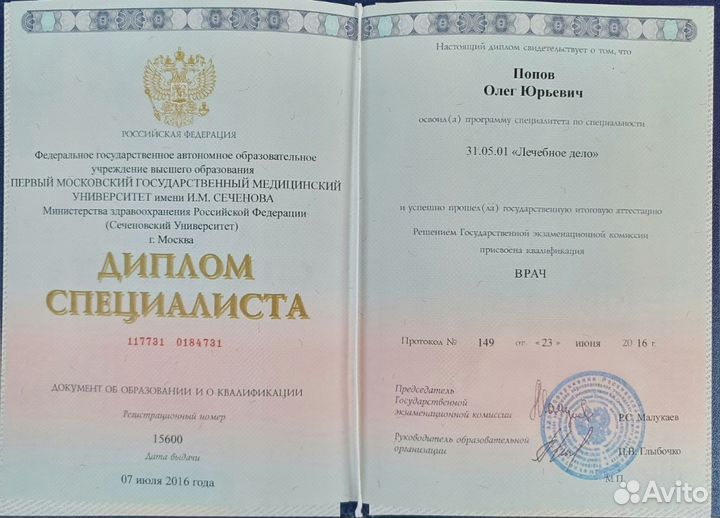 РОССИЙСКАЯ ФЕДЕРАЦИЯ
Федеральное государственное автономное образовательное
учреждение высшего образования
ПЕРВЫЙ МОСКОВСКИЙ ГОСУДАРСТВЕННЫЙ МЕДИЦИНСКИЙ
УНИВЕРСИТЕТ имени И.М. СЕЧЕНОВА
Министерства здравоохранения Российской Федерации
(Сеченовский Университет)
г. Москва
ДИПЛОМ
СПЕЦИАЛИСТА
117731 0184731
ДОКУМЕНТ ОБ ОБРАЗОВАНИИ И О КВАЛИФИКАЦИИ
Регистрационный номер
15600
Дата выдачи
07 июля 2016 года
Настоящий диплом свидетельствует о том, что
Попов
Олег Юрьевич
освоил(а) программу специалитета по специальности
31.05.01 «Лечебное дело»
и успешно прошел(ла) государственную итоговую аттестацию
Решением Государственной экзаменационной комиссии
присвоена квалификация
ВРАЧ
Протокол № 149 от «23» июня 2016 г.
Председатель
Государственной
экзаменационной комиссии Р.С. Малукаев
Руководитель образовательной
организации П.В. Глыбочко
М.П.
Avito